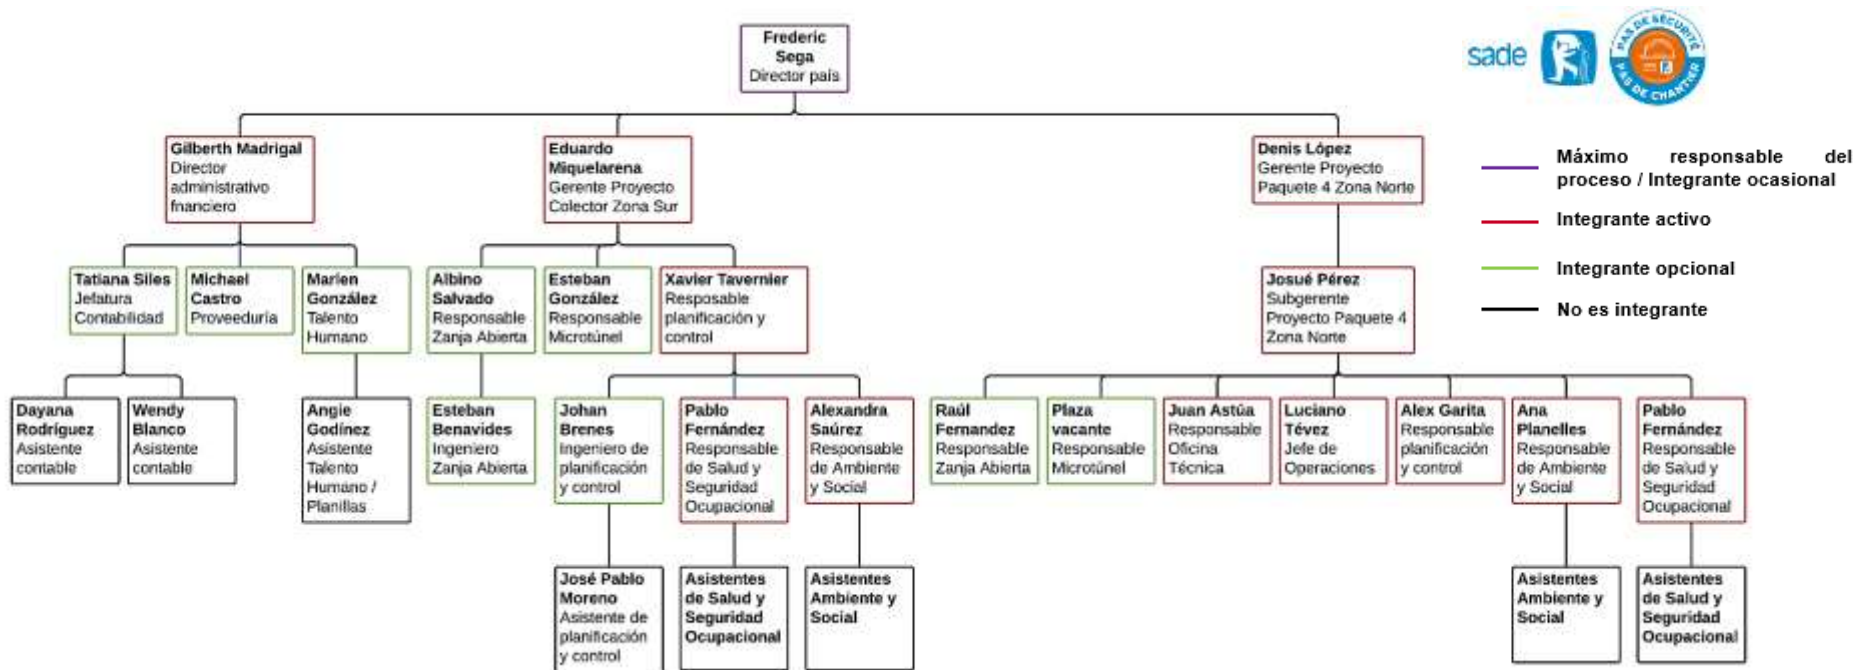 Frederic
Sega
Director país
sade
PAS DE SÉCURITÉ
PAS DE CHANTIER
Máximo responsable del
proceso / Integrante ocasional
Integrante activo
Integrante opcional
No es integrante
Gilberth Madrigal
Director
administrativo
fnanciero
Eduardo
Miquelarena
Gerente Proyecto
Colector Zona Sur
Denis López
Gerente Proyecto
Paquete 4 Zona Norte
Tatiana Siles
Jefatura
Contabilidad
Michael
Castro
Proveeduría
Marlen
González
Talento
Humano
Albino
Salvado
Responsable
Zanja Abierta
Esteban
González
Responsable
Microtúnel
Xavier Tavernier
Resposable
planificación y
control
Josué Pérez
Subgerente
Proyecto Paquete 4
Zona Norte
Dayana
Rodríguez
Asistente
contable
Wendy
Blanco
Asistente
contable
Angie
Godínez
Asistente
Talento
Humano /
Planillas
Esteban
Benavides
Ingeniero
Zanja Abierta
Johan
Brenes
Ingeniero de
planificación
y control
Pablo
Fernández
Responsable
de Salud y
Seguridad
Ocupacional
Alexandra
Saúrez
Responsable
de Ambiente
y Social
Raúl
Fernandez
Responsable
Zanja Abierta
Plaza
vacante
Responsable
Microtúnel
Juan Astúa
Responsable
Oficina
Técnica
Luciano
Tévez
Jefe de
Operaciones
Alex Garita
Responsable
planificación
y control
Ana
Planelles
Responsable
de Ambiente
y Social
Pablo
Fernández
Responsable
de Salud y
Seguridad
Ocupacional
José Pablo
Moreno
Asistente de
planificación
y control
Asistentes
de Salud y
Seguridad
Ocupacional
Asistentes
Ambiente y
Social
Asistentes
Ambiente y
Social
Asistentes
de Salud y
Seguridad
Ocupacional